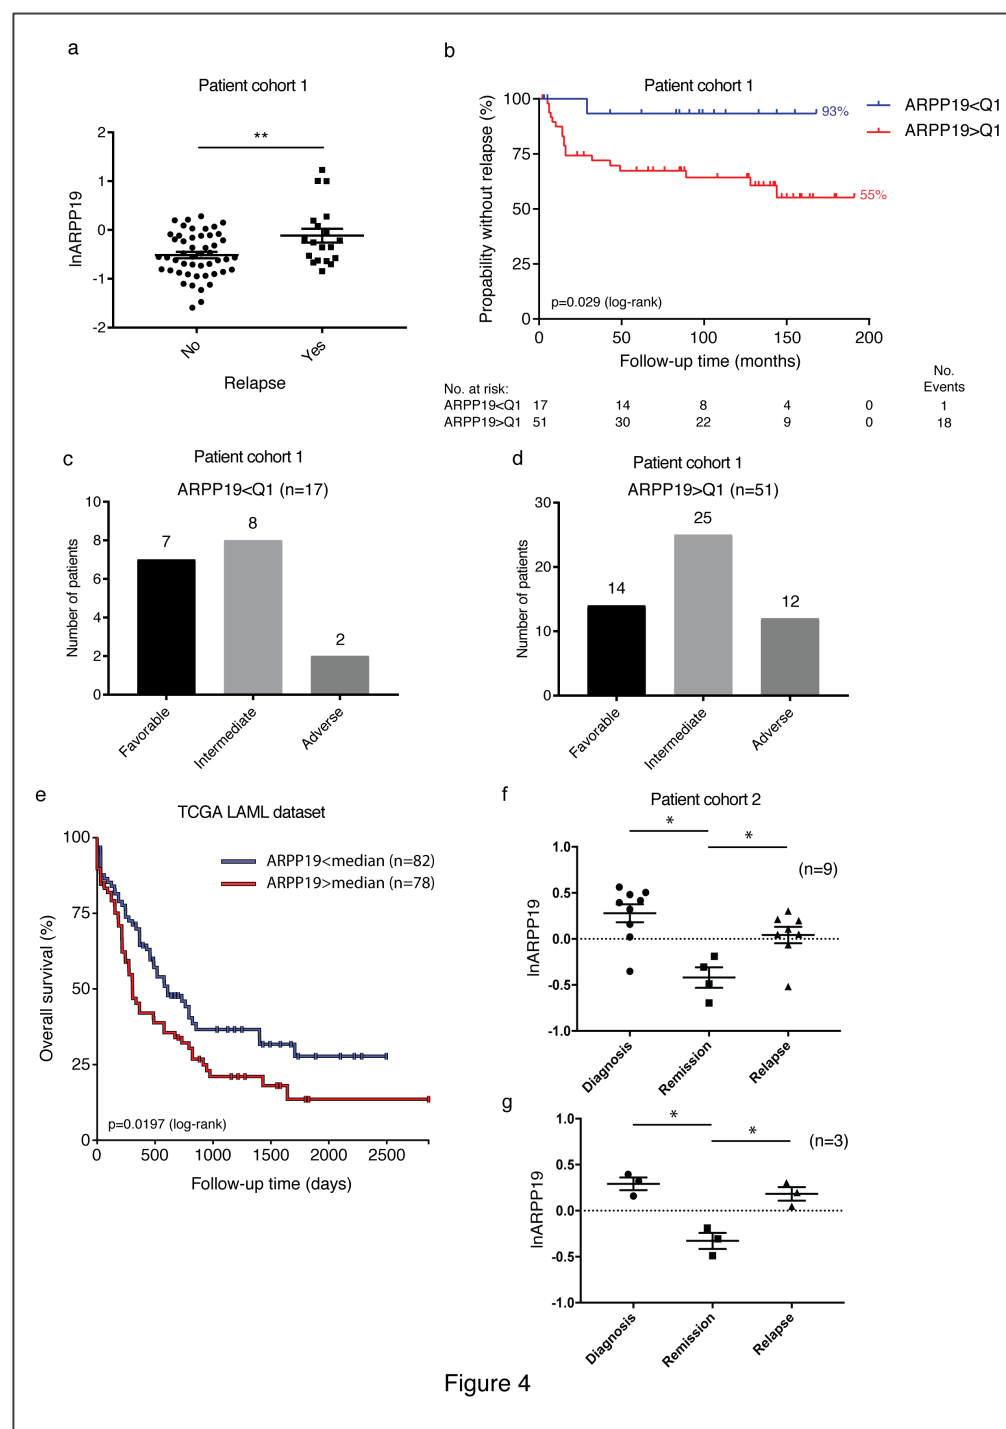 a
Patient cohort 1
**
2
1
0
-1
-2
lnARPP19
No
Yes
Relapse
b
Patient cohort 1
100
75
50
25
0
Propability without relapse (%)
93%
55%
ARPP19<Q1
ARPP19>Q1
p=0.029 (log-rank)
0 50 100 150 200
Follow-up time (months)
No. at risk:
No.
Events
ARPP19<Q1 17 14 8 4 0 1
ARPP19>Q1 51 30 22 9 0 18
c
Patient cohort 1
ARPP19<Q1 (n=17)
10
8
6
4
2
0
Number of patients
7
8
2
Favorable
Intermediate
Adverse
d
Patient cohort 1
ARPP19>Q1 (n=51)
30
20
10
0
Number of patients
14
25
12
Favorable
Intermediate
Adverse
e
TCGA LAML dataset
100
75
50
25
0
Overall survival (%)
ARPP19<median (n=82)
ARPP19>median (n=78)
p=0.0197 (log-rank)
0 500 1000 1500 2000 2500
Follow-up time (days)
f
Patient cohort 2
*
*
(n=9)
1.0
0.5
0.0
-0.5
-1.0
lnARPP19
Diagnosis
Remission
Relapse
g
*
*
(n=3)
1.0
0.5
0.0
-0.5
-1.0
lnARPP19
Diagnosis
Remission
Relapse
Figure 4